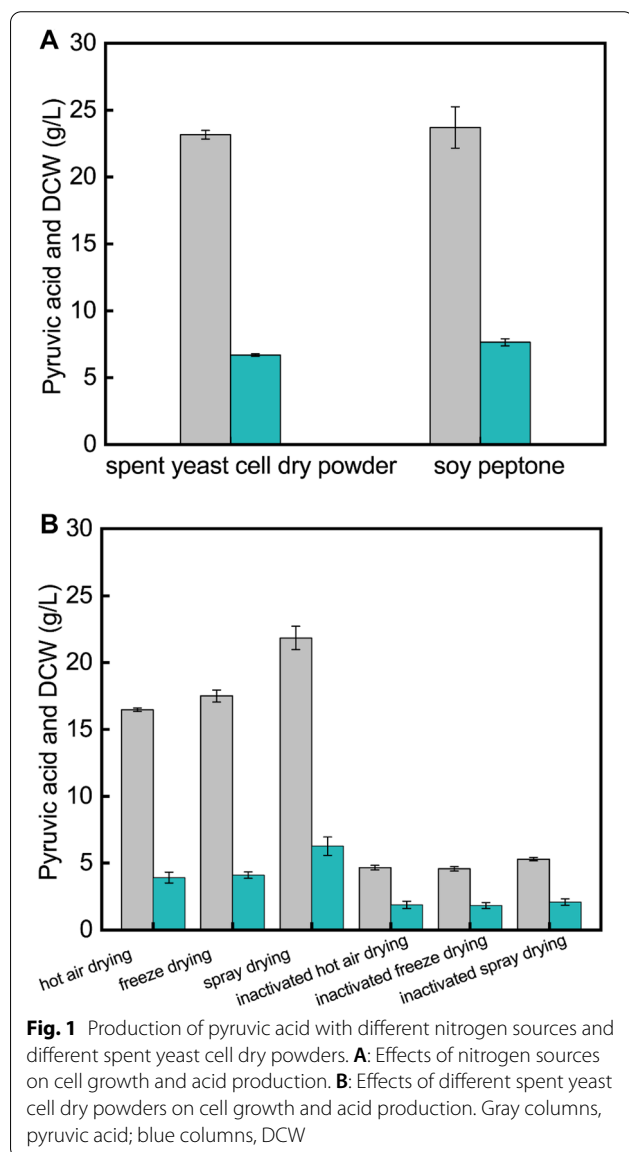 A
Pyruvic acid and DCW (g/L)
30
25
20
15
10
5
0
spent yeast cell dry powder
soy peptone
B
Pyruvic acid and DCW (g/L)
30
25
20
15
10
5
0
hot air drying
freeze drying
spray drying
inactivated hot air drying
inactivated freeze drying
inactivated spray drying
Fig. 1 Production of pyruvic acid with different nitrogen sources and
different spent yeast cell dry powders. A: Effects of nitrogen sources
on cell growth and acid production. B: Effects of different spent yeast
cell dry powders on cell growth and acid production. Gray columns,
pyruvic acid; blue columns, DCW